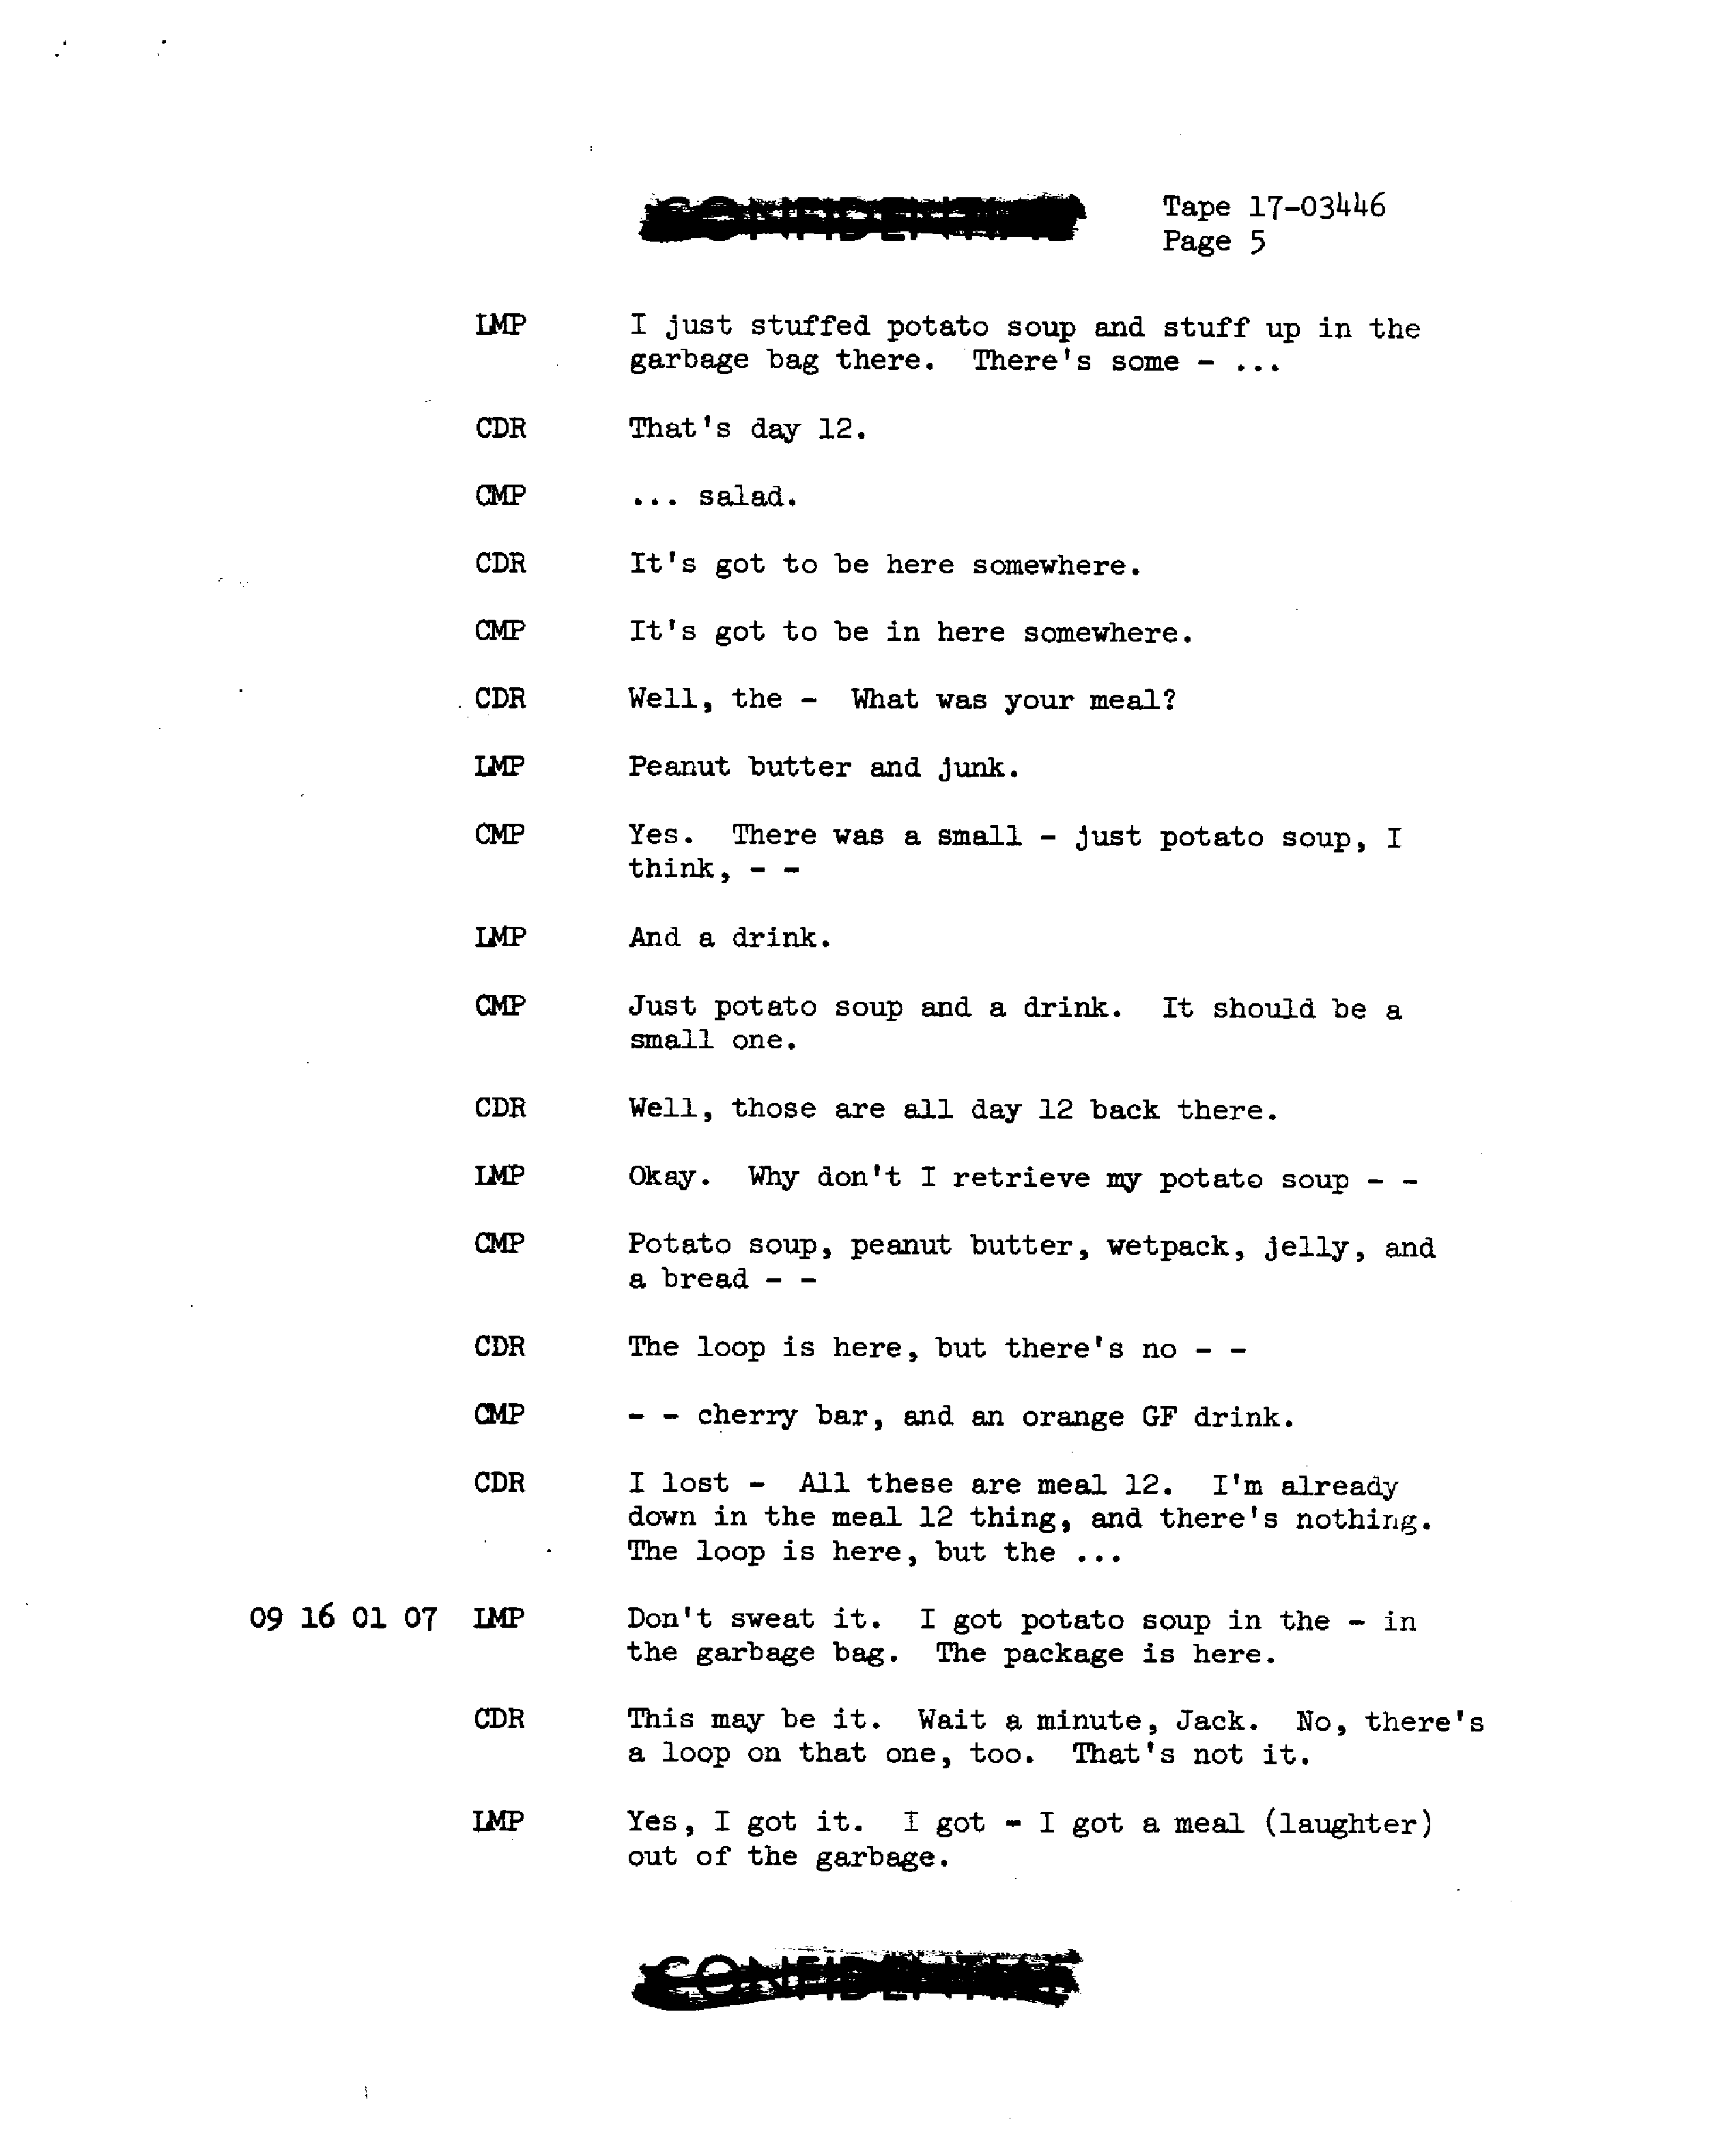 CONFIDENTIAL
Tape 17-03446
Page 5
LMP I just stuffed potato soup and stuff up in the
garbage bag there. There's some - ...
CDR That's day 12.
CMP ... salad.
CDR It's got to be here somewhere.
CMP It's got to be in here somewhere.
CDR Well, the - What was your meal?
LMP Peanut butter and junk.
CMP Yes. There was a small - just potato soup, I
think, - -
LMP And a drink.
CMP Just potato soup and a drink. It should be a
small one.
CDR Well, those are all day 12 back there.
LMP Okay. Why don't I retrieve my potato soup - -
CMP Potato soup, peanut butter, wetpack, jelly, and
a bread - -
CDR The loop is here, but there's no - -
CMP - - cherry bar, and an orange GF drink.
CDR I lost - All these are meal 12. I'm already
down in the meal 12 thing, and there's nothing.
The loop is here, but the ...
09 16 01 07 LMP Don't sweat it. I got potato soup in the - in
the garbage bag. The package is here.
CDR This may be it. Wait a minute, Jack. No, there's
a loop on that one, too. That's not it.
LMP Yes, I got it. I got - I got a meal (laughter)
out of the garbage.
CONFIDENTIAL